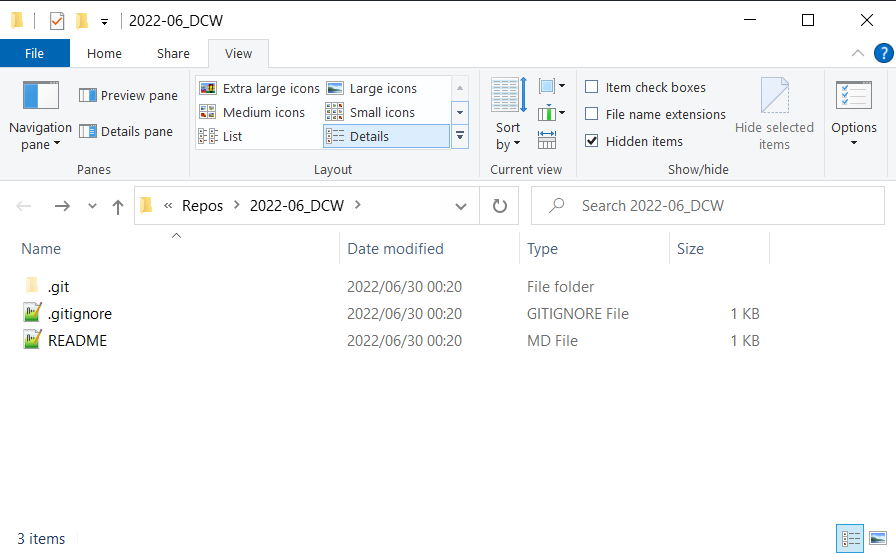 2022-06_DCW
File Home Share View
?
Navigation pane
Preview pane
Details pane
Panes
Extra large icons Large icons
Medium icons Small icons
List Details
Layout
Sort by
Current view
Item check boxes
File name extensions
Hidden items
Hide selected items
Show/hide
Options
« Repos > 2022-06_DCW >
Search 2022-06_DCW
Name Date modified Type Size
.git 2022/06/30 00:20 File folder
.gitignore 2022/06/30 00:20 GITIGNORE File 1 KB
README 2022/06/30 00:20 MD File 1 KB
3 items